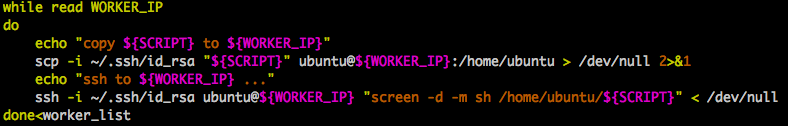 while read WORKER_IP
do
    echo "copy ${SCRIPT} to ${WORKER_IP}"
    scp -i ~/.ssh/id_rsa "${SCRIPT}" ubuntu@${WORKER_IP}:/home/ubuntu > /dev/null 2>&1
    echo "ssh to ${WORKER_IP} ..."
    ssh -i ~/.ssh/id_rsa ubuntu@${WORKER_IP} "screen -d -m sh /home/ubuntu/${SCRIPT}" < /dev/null
done<worker_list